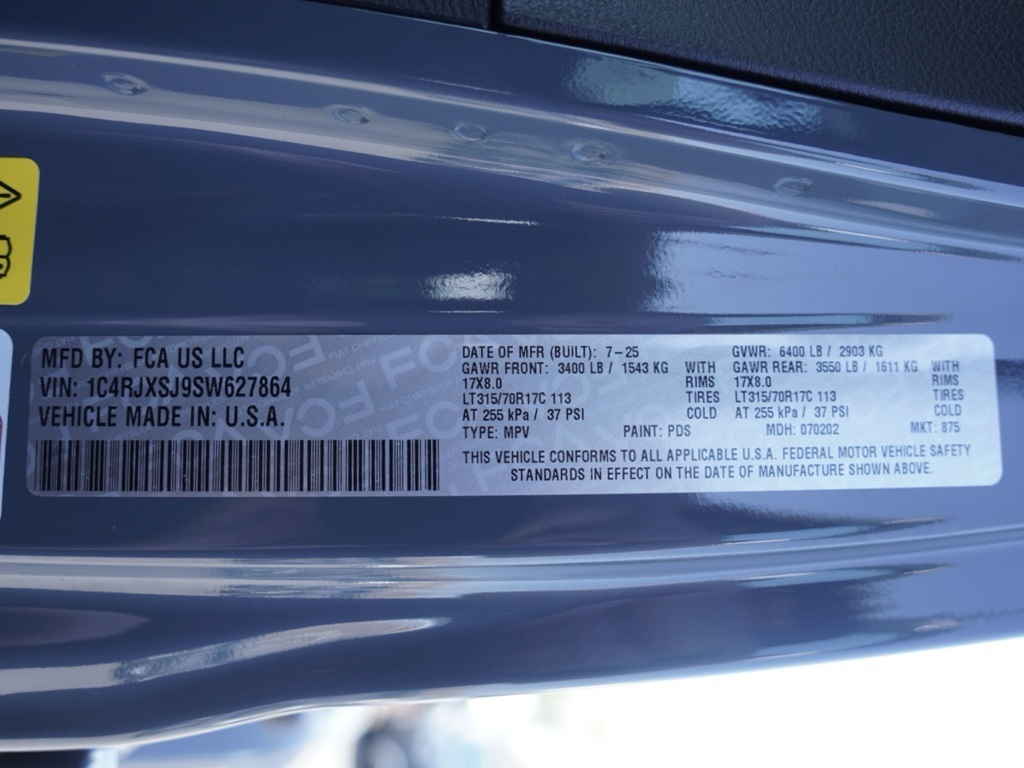 MFD BY: FCA US LLC
VIN: 1C4RJXSJ9SW627864
VEHICLE MADE IN: U.S.A.
DATE OF MFR (BUILT): 7-25 GVWR: 6400 LB / 2903 KG
GAWR FRONT: 3400 LB / 1543 KG WITH GAWR REAR: 3550 LB / 1611 KG WITH
17X8.0 RIMS 17X8.0 RIMS
LT315/70R17C 113 TIRES LT315/70R17C 113 TIRES
AT 255 kPa / 37 PSI COLD AT 255 kPa / 37 PSI COLD
TYPE: MPV PAINT: PDS MDH: 070202 MKT: 875
THIS VEHICLE CONFORMS TO ALL APPLICABLE U.S.A. FEDERAL MOTOR VEHICLE SAFETY
STANDARDS IN EFFECT ON THE DATE OF MANUFACTURE SHOWN ABOVE.